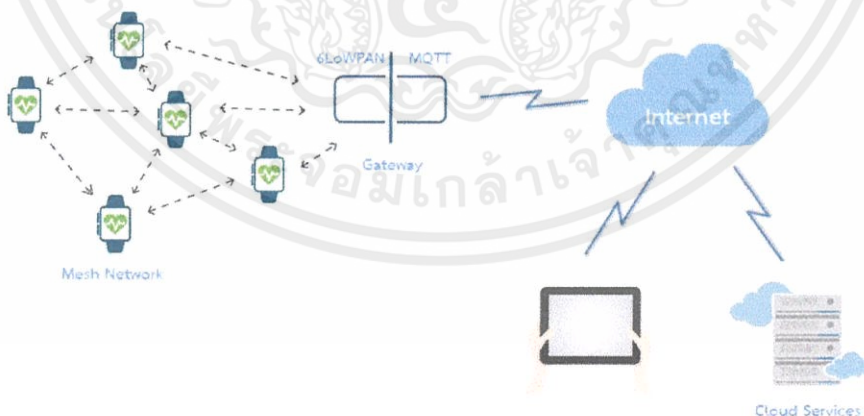 6LoWPAN MQTT
Internet
Gateway
Mesh Network
Cloud Services